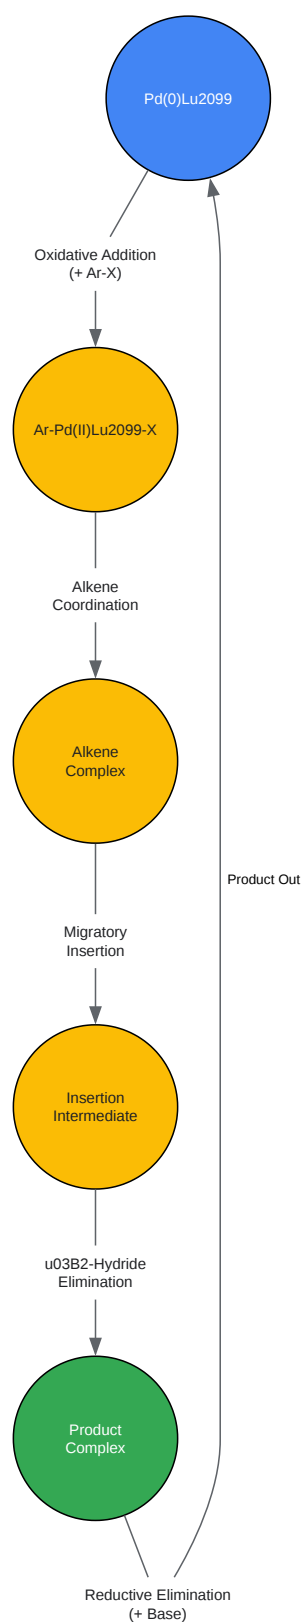 Pd(0)Lu2099
Oxidative Addition
(+ Ar-X)
Ar-Pd(II)Lu2099-X
Alkene
Coordination
Alkene
Complex
Product Out
Migratory
Insertion
Insertion
Intermediate
u03B2-Hydride
Elimination
Product
Complex
Reductive Elimination
(+ Base)